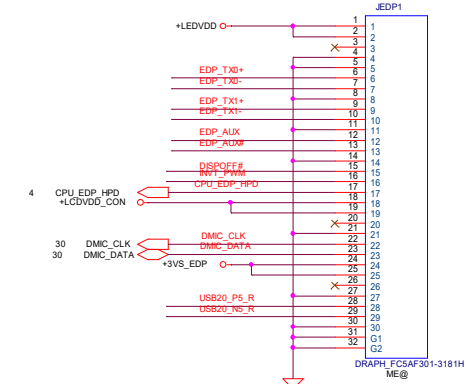 JEDP1
+LEDVDD
1 1
2 2
3 3
4 4
5 5
EDP_TX0+ 6 6
EDP_TX0- 7 7
8 8
EDP_TX1+ 9 9
EDP_TX1- 10 10
11 11
EDP_AUX 12 12
EDP_AUX# 13 13
14 14
DISPOFF# 15 15
INVT_PWM 16 16
4 CPU_EDP_HPD CPU_EDP_HPD 17 17
+LCDVDD_CON 18 18
19 19
20 20
21 21
30 DMIC_CLK DMIC_CLK 22 22
30 DMIC_DATA DMIC_DATA 23 23
+3VS_EDP 24 24
25 25
26 26
27 27
USB20_P5_R 28 28
USB20_N5_R 29 29
30 30
31 G1
32 G2
DRAPH_FC5AF301-3181H
ME@